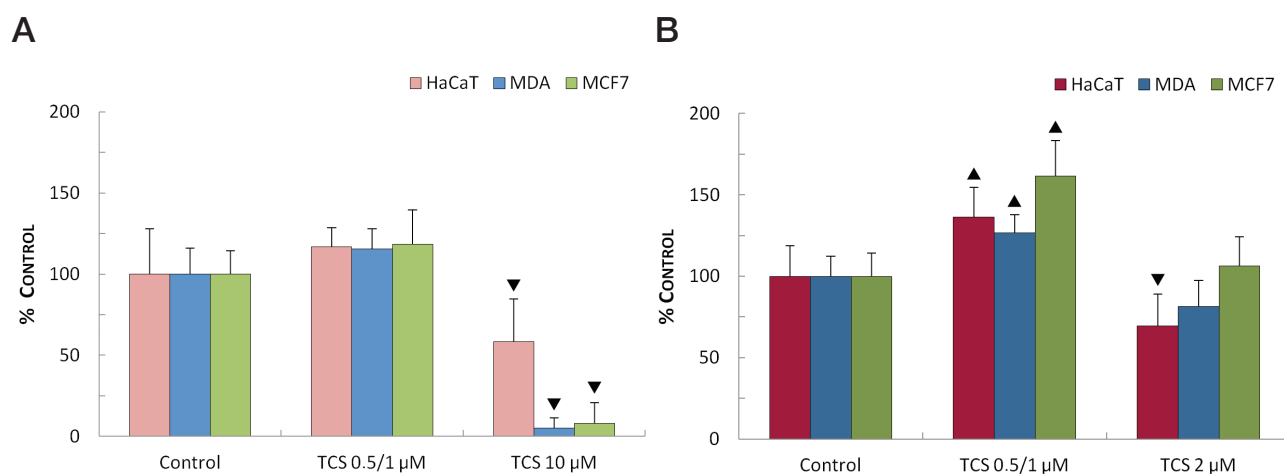 A
HaCaT MDA MCF7
200
150
100
50
0
% CONTROL
Control TCS 0.5/1 µM TCS 10 µM
B
HaCaT MDA MCF7
200
150
100
50
0
% CONTROL
Control TCS 0.5/1 µM TCS 2 µM